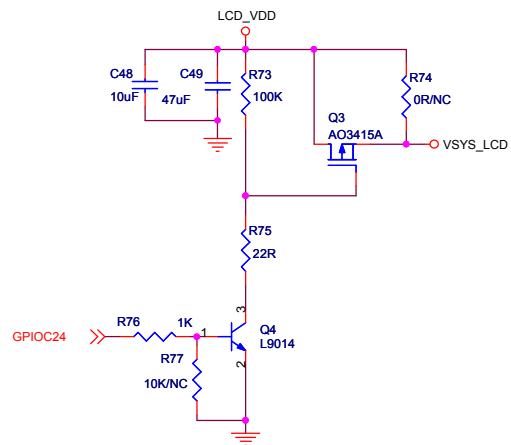 LCD_VDD
C48
10uF
C49
47uF
R73
100K
R74
0R/NC
Q3
AO3415A
VSYS_LCD
R75
22R
GPIOC24
R76
1K
1
3
Q4
L9014
2
R77
10K/NC